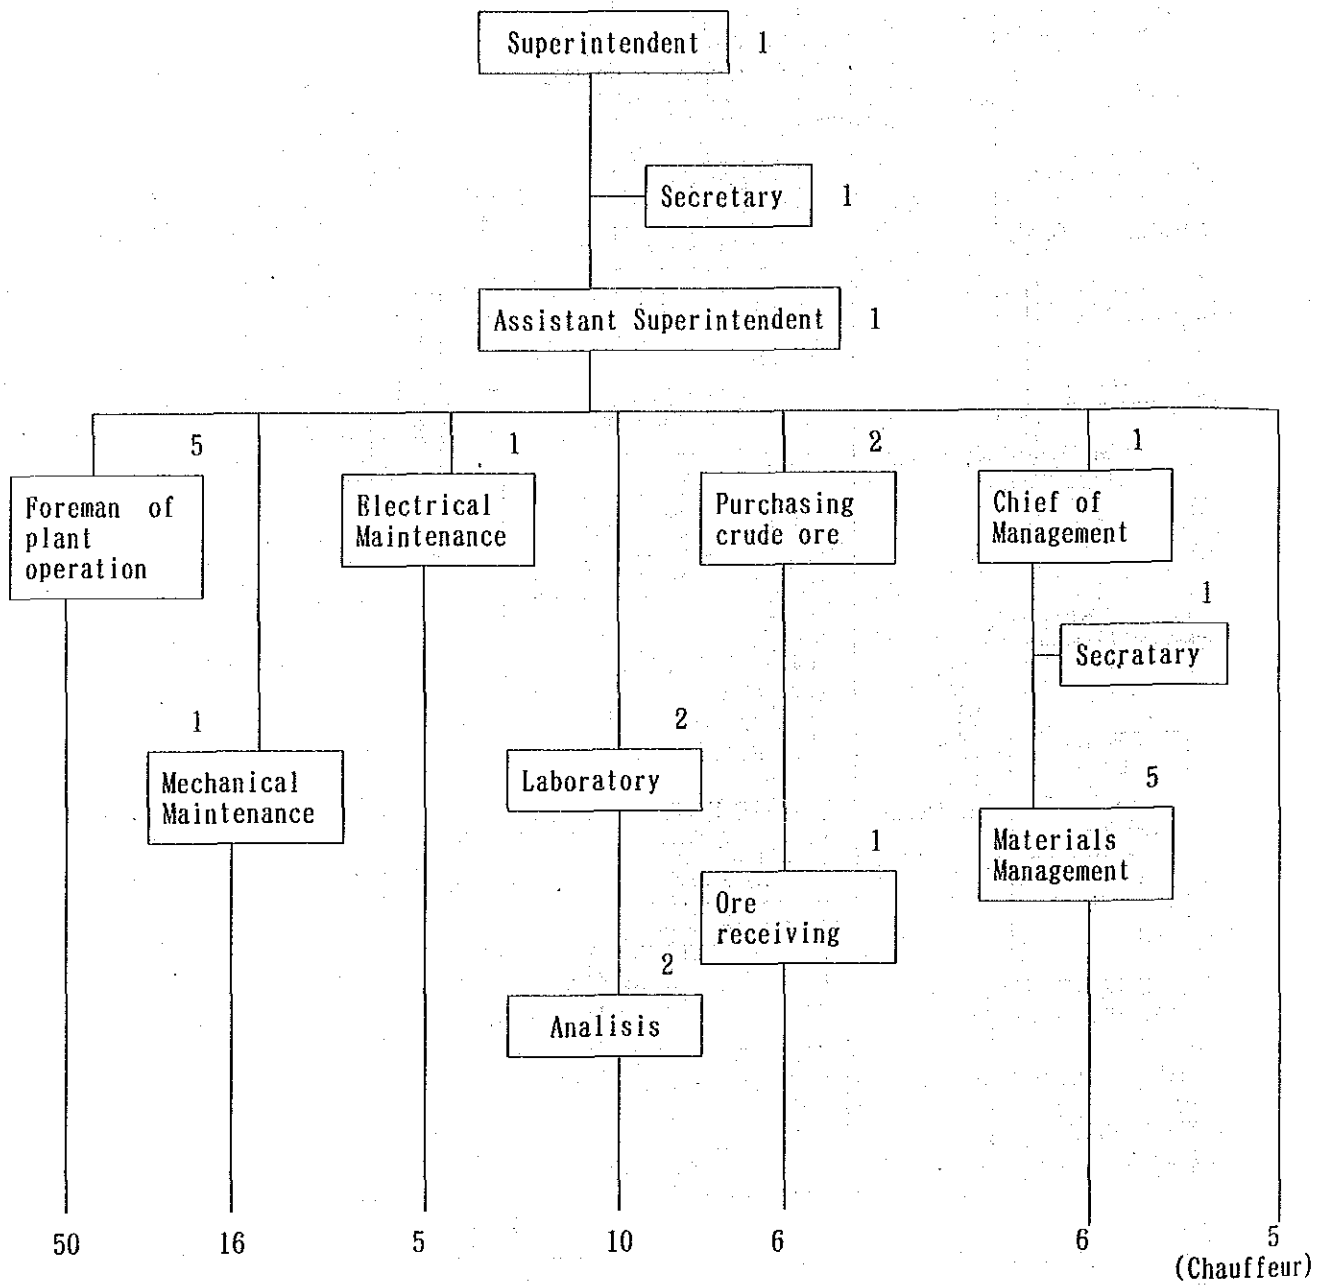 Superintendent 1
Secretary 1
Assistant Superintendent 1
5 1 2 1
Foreman of
plant
operation
Electrical
Maintenance
Purchasing
crude ore
Chief of
Management
1
Secratary
1
Mechanical
Maintenance
2
Laboratory
5
Materials
Management
1
Ore
receiving
2
Analisis
50 16 5 10 6 6 5
(Chauffeur)